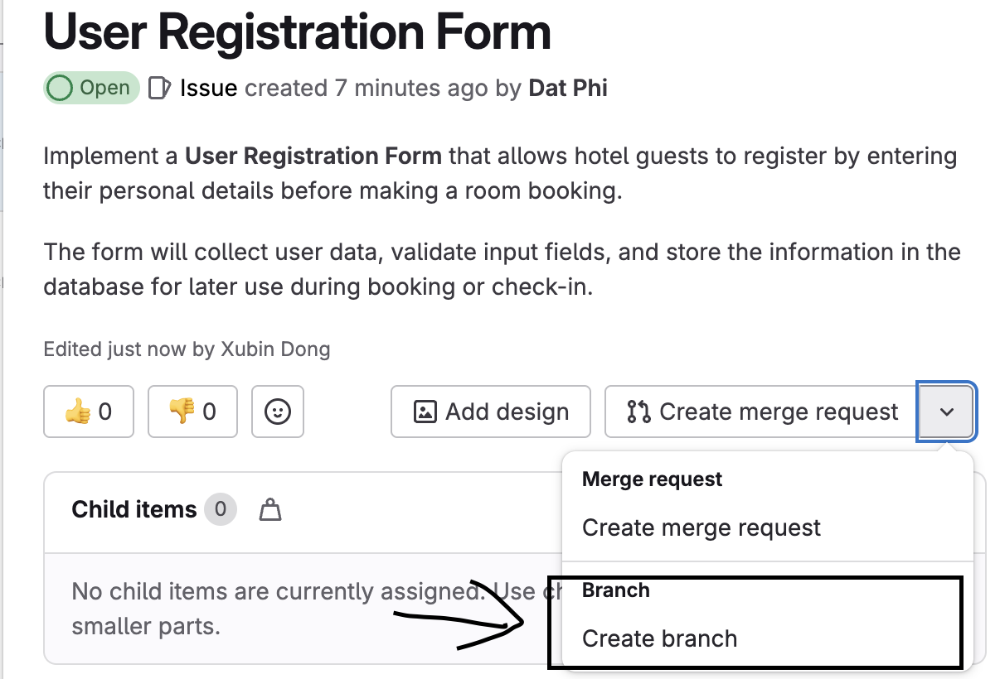 User Registration Form
Open Issue created 7 minutes ago by Dat Phi
Implement a User Registration Form that allows hotel guests to register by entering
their personal details before making a room booking.
The form will collect user data, validate input fields, and store the information in the
database for later use during booking or check-in.
Edited just now by Xubin Dong
👍 0 👎 0 Add design Create merge request
Merge request
Create merge request
Child items 0
No child items are currently assigned. Use
smaller parts.
Branch
Create branch